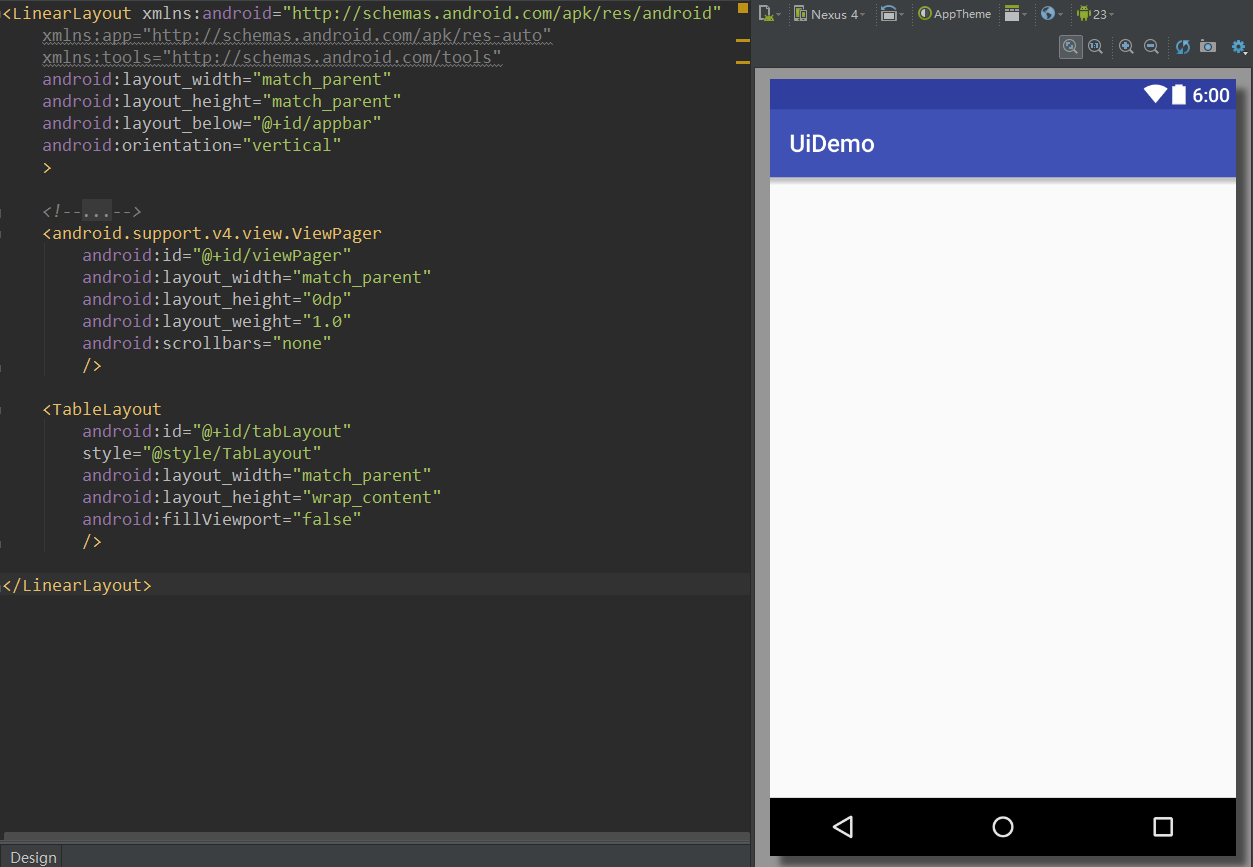 <LinearLayout xmlns:android="http://schemas.android.com/apk/res/android"
xmlns:app="http://schemas.android.com/apk/res-auto"
xmlns:tools="http://schemas.android.com/tools"
android:layout_width="match_parent"
android:layout_height="match_parent"
android:layout_below="@+id/appbar"
android:orientation="vertical"
>
<!--...-->
<android.support.v4.view.ViewPager
android:id="@+id/viewPager"
android:layout_width="match_parent"
android:layout_height="0dp"
android:layout_weight="1.0"
android:scrollbars="none"
/>
<TableLayout
android:id="@+id/tabLayout"
style="@style/TabLayout"
android:layout_width="match_parent"
android:layout_height="wrap_content"
android:fillViewport="false"
/>
</LinearLayout>
Design
Nexus 4 AppTheme 23
1:1
6:00
UiDemo